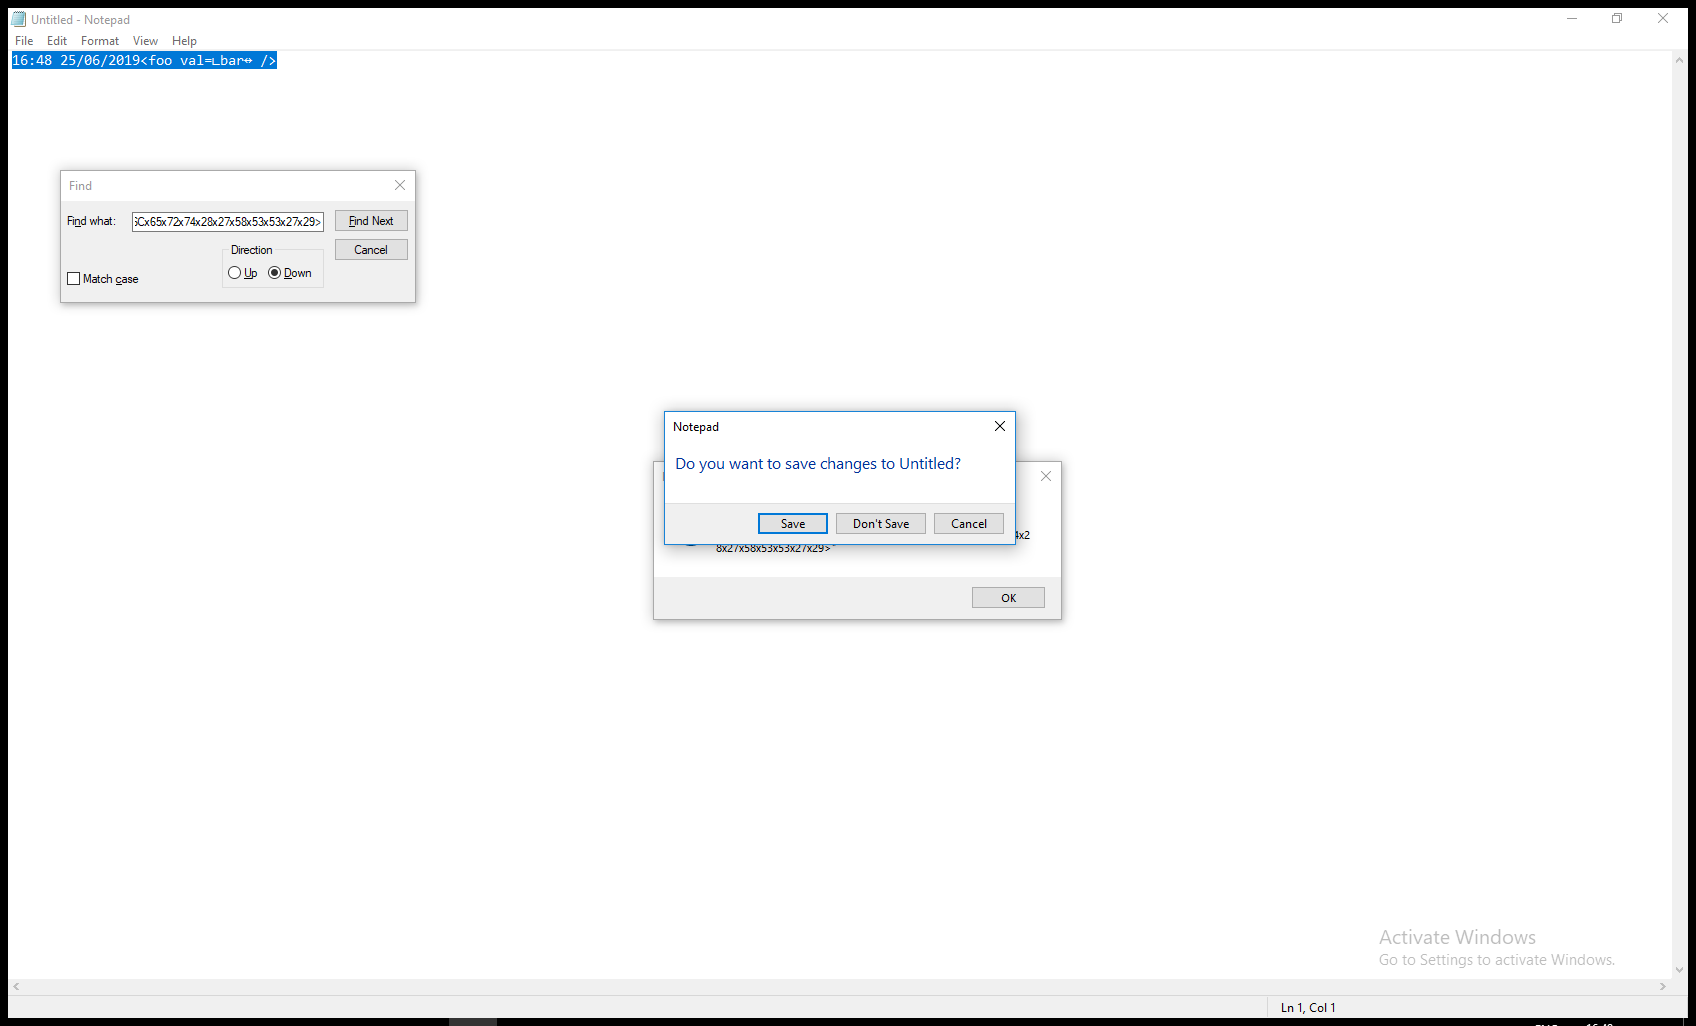 Untitled - Notepad
File Edit Format View Help
16:48 25/06/2019<foo val=∟bar↔ />
Find
Find what: Cx65x72x74x28x27x58x53x53x27x29> Find Next
Direction Cancel
Up Down
Match case
Notepad
Do you want to save changes to Untitled?
Save Don't Save Cancel
4x2
8x27x58x53x53x27x29>"
OK
Activate Windows
Go to Settings to activate Windows.
Ln 1, Col 1